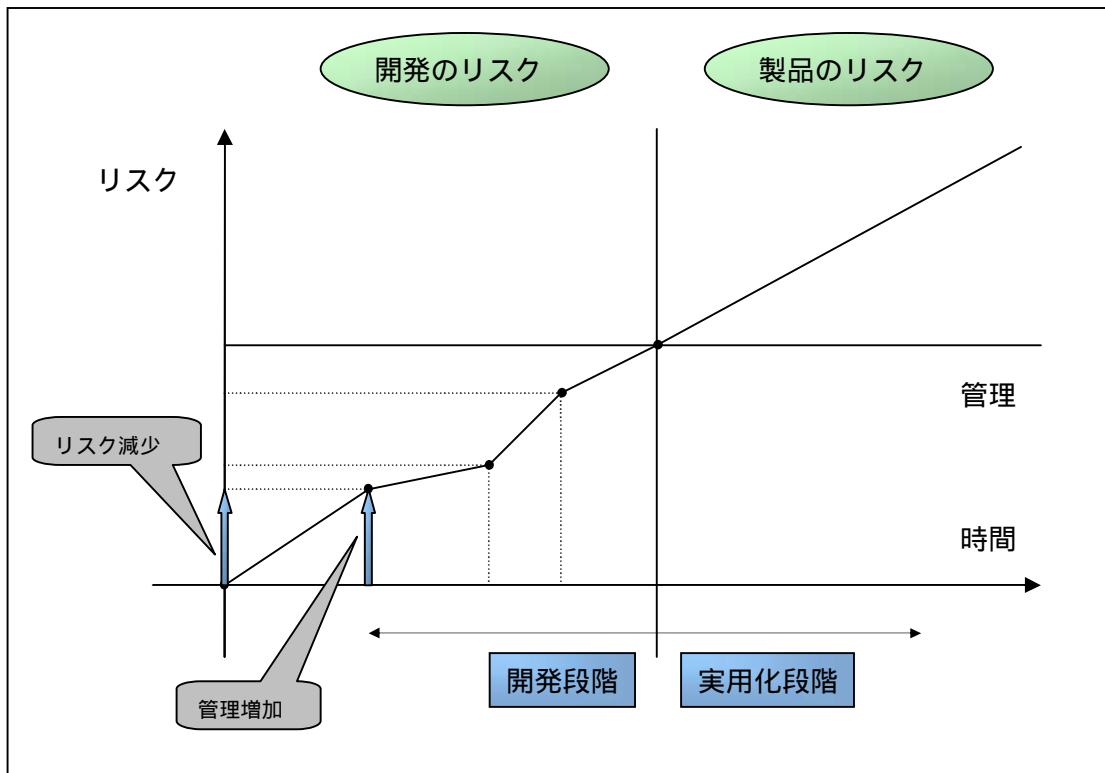 開発のリスク
製品のリスク
リスク
管理
リスク減少
時間
開発段階
実用化段階
管理増加